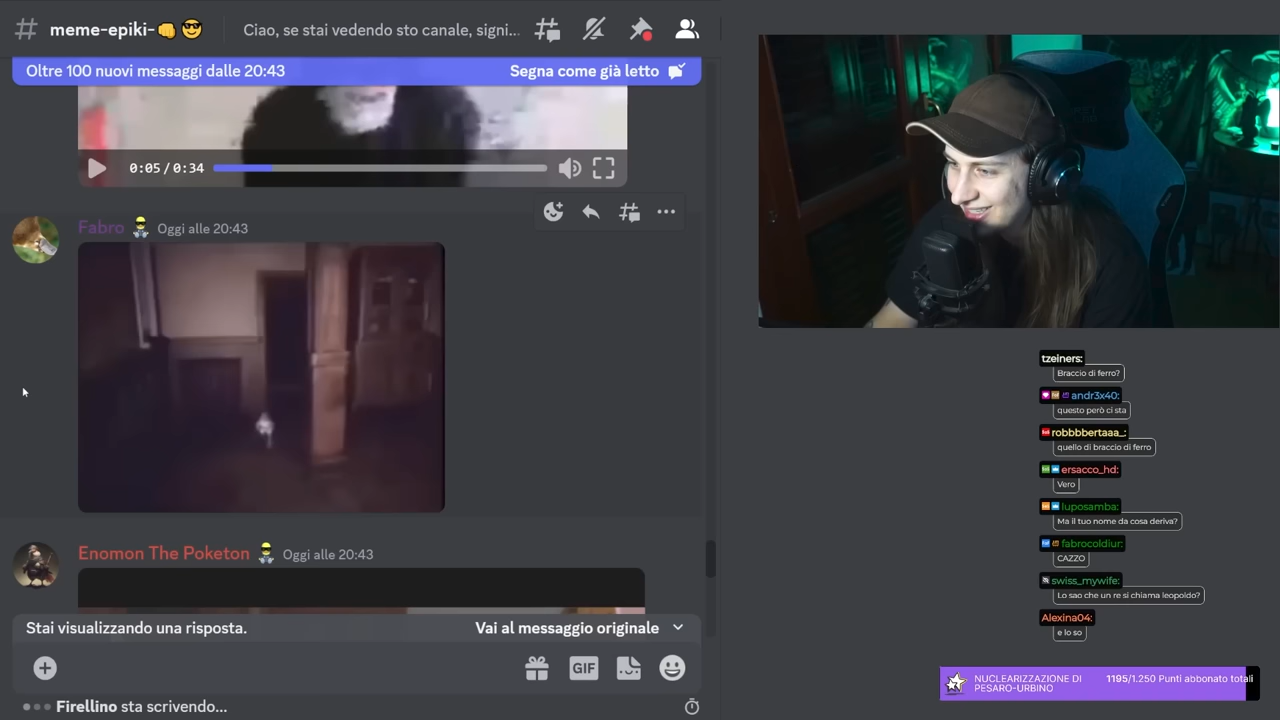 meme-epiki-👊😎
Ciao, se stai vedendo sto canale, signi...
Oltre 100 nuovi messaggi dalle 20:43
Segna come già letto
0:05 / 0:34
Fabro Oggi alle 20:43
Enomon The Poketon Oggi alle 20:43
Stai visualizzando una risposta.
Vai al messaggio originale
GIF
Firellino sta scrivendo...
tzeiners:
Braccio di ferro?
andr3x40:
questo però ci sta
robbbbertaaa_:
quello di braccio di ferro
ersacco_hd:
Vero
luposamba:
Ma il tuo nome da cosa deriva?
fabrocoldiur:
CAZZO
swiss_mywife:
Lo sao che un re si chiama leopoldo?
Alexina04:
e lo so
NUCLEARIZZAZIONE DI
PESARO-URBINO
1195/1.250 Punti abbonato totali